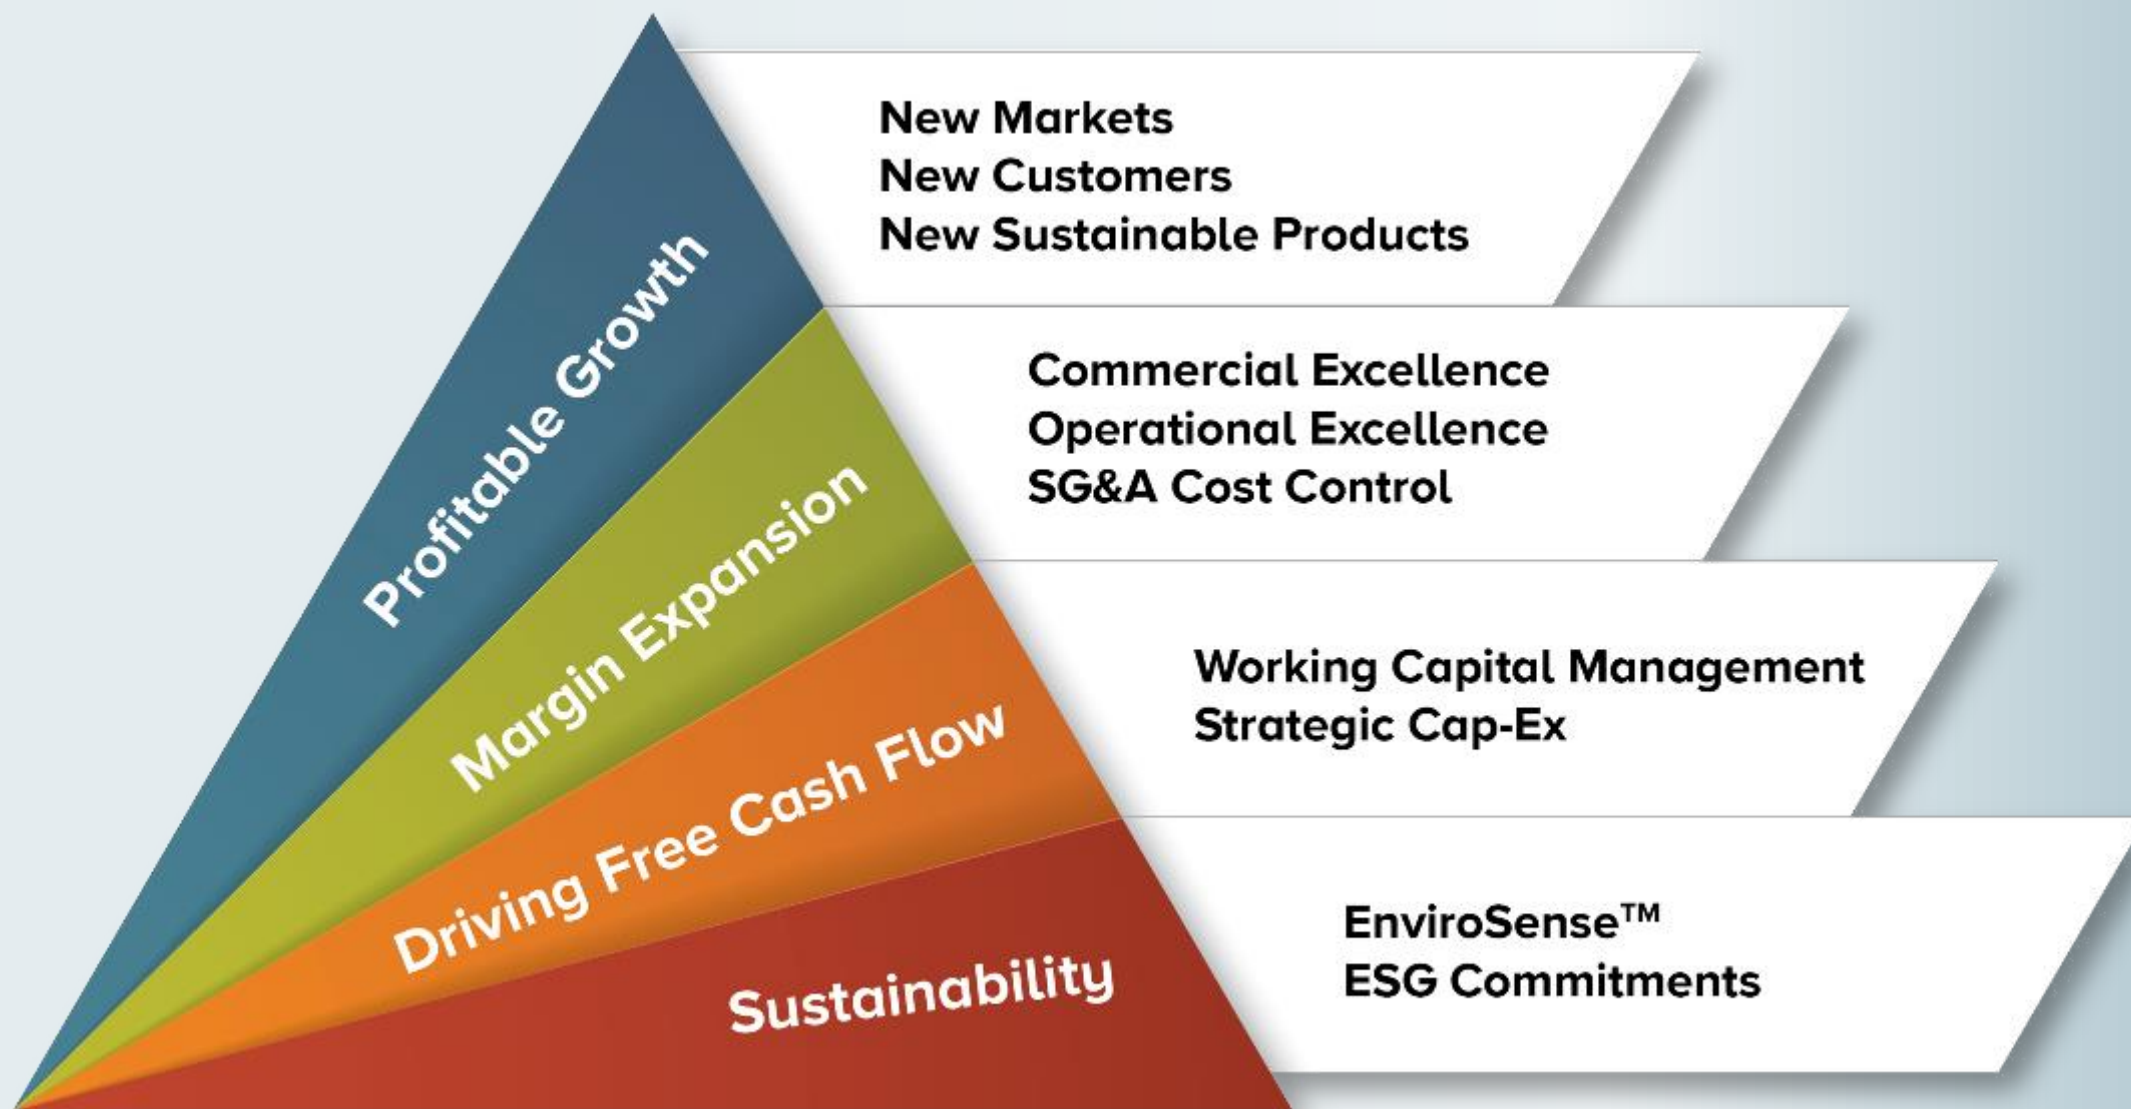 Profitable Growth
New Markets
New Customers
New Sustainable Products
Margin Expansion
Commercial Excellence
Operational Excellence
SG&A Cost Control
Driving Free Cash Flow
Working Capital Management
Strategic Cap-Ex
Sustainability
EnviroSense™
ESG Commitments